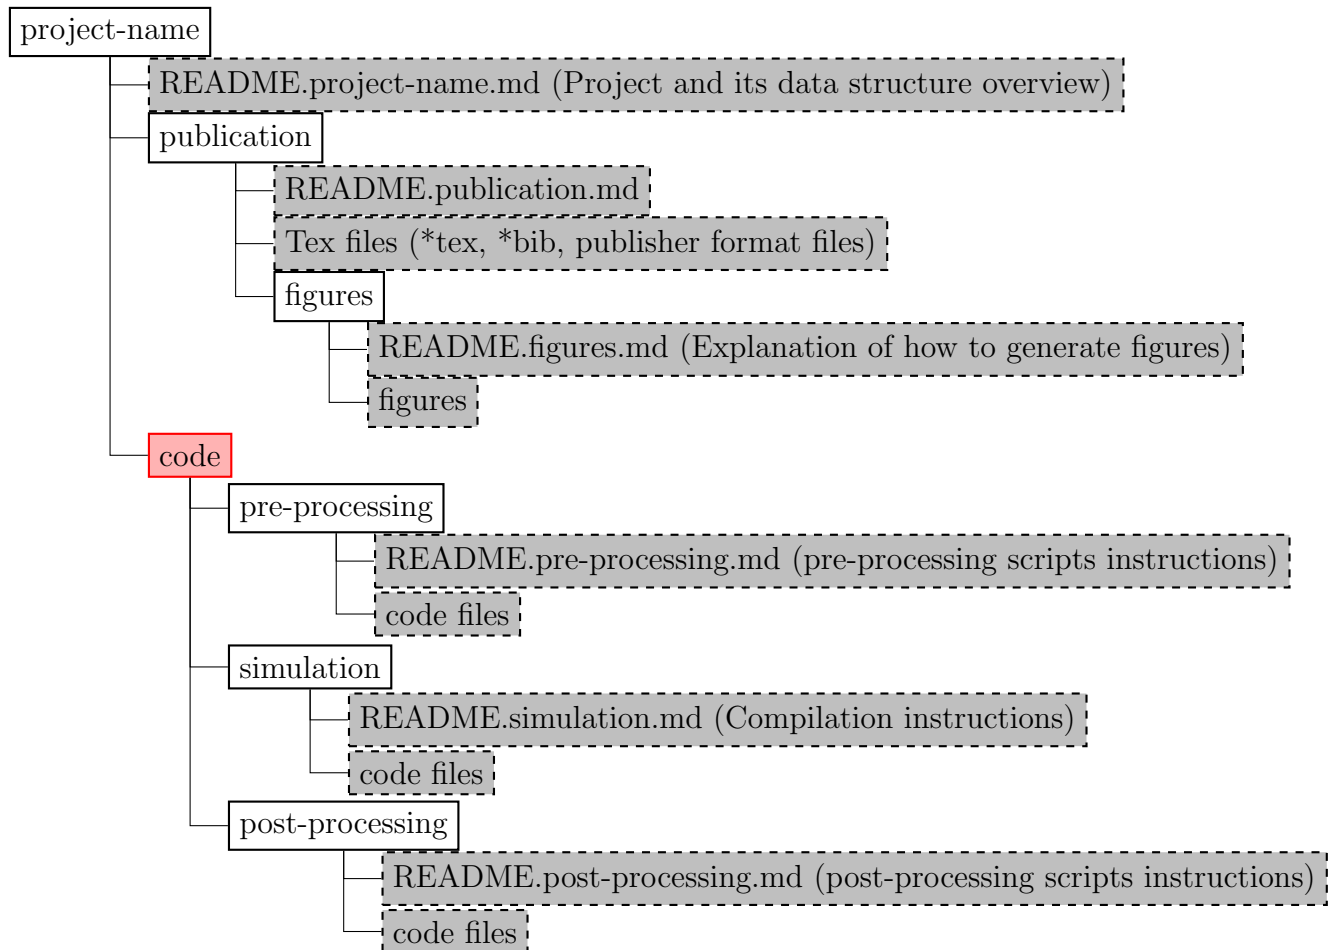 project-name
README.project-name.md (Project and its data structure overview)
publication
README.publication.md
Tex files (*tex, *bib, publisher format files)
figures
README.figures.md (Explanation of how to generate figures)
figures
code
pre-processing
README.pre-processing.md (pre-processing scripts instructions)
code files
simulation
README.simulation.md (Compilation instructions)
code files
post-processing
README.post-processing.md (post-processing scripts instructions)
code files